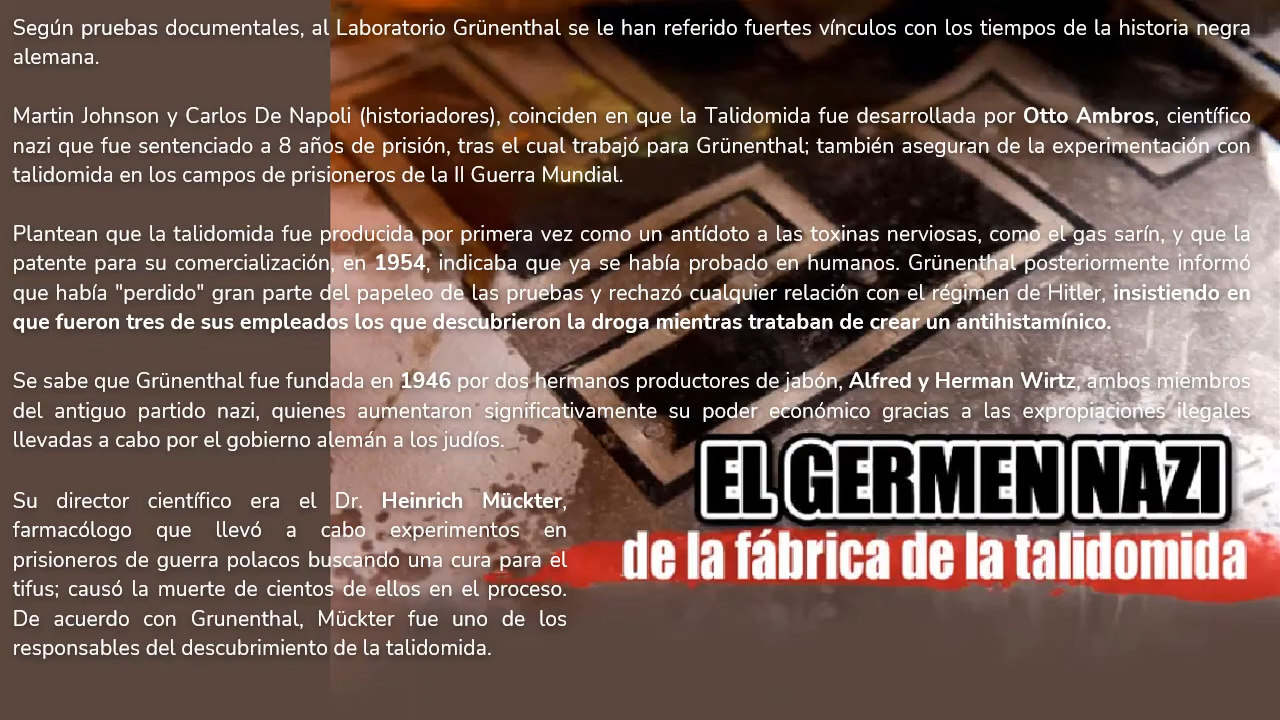 Según pruebas documentales, al Laboratorio Grünenthal se le han referido fuertes vínculos con los tiempos de la historia negra
alemana.
Martin Johnson y Carlos De Napoli (historiadores), coinciden en que la Talidomida fue desarrollada por Otto Ambros, científico
nazi que fue sentenciado a 8 años de prisión, tras el cual trabajó para Grünenthal; también aseguran de la experimentación con
talidomida en los campos de prisioneros de la II Guerra Mundial.
Plantean que la talidomida fue producida por primera vez como un antídoto a las toxinas nerviosas, como el gas sarín, y que la
patente para su comercialización, en 1954, indicaba que ya se había probado en humanos. Grünenthal posteriormente informó
que había "perdido" gran parte del papeleo de las pruebas y rechazó cualquier relación con el régimen de Hitler, insistiendo en
que fueron tres de sus empleados los que descubrieron la droga mientras trataban de crear un antihistamínico.
Se sabe que Grünenthal fue fundada en 1946 por dos hermanos productores de jabón, Alfred y Herman Wirtz, ambos miembros
del antiguo partido nazi, quienes aumentaron significativamente su poder económico gracias a las expropiaciones ilegales
llevadas a cabo por el gobierno alemán a los judíos.
Su director científico era el Dr. Heinrich Mückter,
farmacólogo que llevó a cabo experimentos en
prisioneros de guerra polacos buscando una cura para el
tifus; causó la muerte de cientos de ellos en el proceso.
De acuerdo con Grunenthal, Mückter fue uno de los
responsables del descubrimiento de la talidomida.
EL GERMEN NAZI
de la fábrica de la talidomida